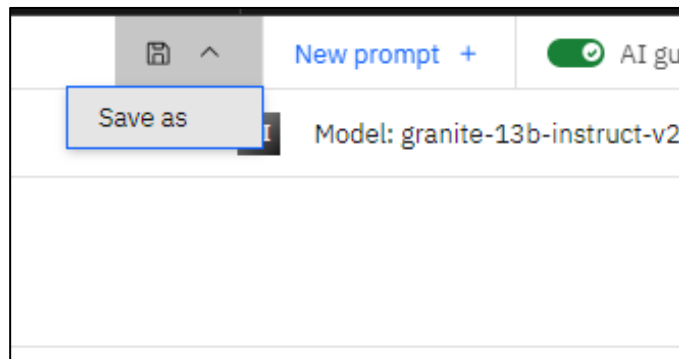 New prompt +
AI gu
Save as
Model: granite-13b-instruct-v2